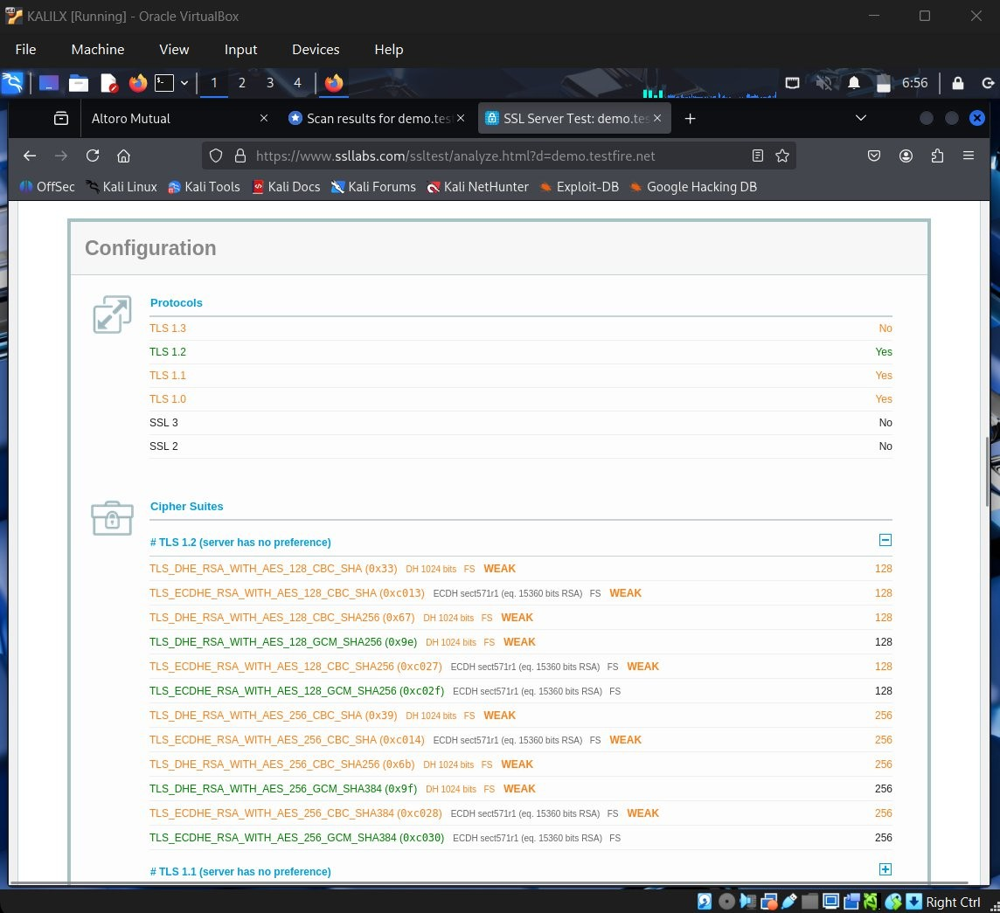 KALILX [Running] - Oracle VirtualBox
File Machine View Input Devices Help
1 2 3 4 6:56
Altoro Mutual Scan results for demo.tes SSL Server Test: demo.tes
https://www.ssllabs.com/ssltest/analyze.html?d=demo.testfire.net
OffSec Kali Linux Kali Tools Kali Docs Kali Forums Kali NetHunter Exploit-DB Google Hacking DB
Configuration
Protocols
TLS 1.3 No
TLS 1.2 Yes
TLS 1.1 Yes
TLS 1.0 Yes
SSL 3 No
SSL 2 No
Cipher Suites
# TLS 1.2 (server has no preference)
TLS_DHE_RSA_WITH_AES_128_CBC_SHA (0x33) DH 1024 bits FS WEAK 128
TLS_ECDHE_RSA_WITH_AES_128_CBC_SHA (0xc013) ECDH sect571r1 (eq. 15360 bits RSA) FS WEAK 128
TLS_DHE_RSA_WITH_AES_128_CBC_SHA256 (0x67) DH 1024 bits FS WEAK 128
TLS_DHE_RSA_WITH_AES_128_GCM_SHA256 (0x9e) DH 1024 bits FS WEAK 128
TLS_ECDHE_RSA_WITH_AES_128_CBC_SHA256 (0xc027) ECDH sect571r1 (eq. 15360 bits RSA) FS WEAK 128
TLS_ECDHE_RSA_WITH_AES_128_GCM_SHA256 (0xc02f) ECDH sect571r1 (eq. 15360 bits RSA) FS 128
TLS_DHE_RSA_WITH_AES_256_CBC_SHA (0x39) DH 1024 bits FS WEAK 256
TLS_ECDHE_RSA_WITH_AES_256_CBC_SHA (0xc014) ECDH sect571r1 (eq. 15360 bits RSA) FS WEAK 256
TLS_DHE_RSA_WITH_AES_256_CBC_SHA256 (0x6b) DH 1024 bits FS WEAK 256
TLS_DHE_RSA_WITH_AES_256_GCM_SHA384 (0x9f) DH 1024 bits FS WEAK 256
TLS_ECDHE_RSA_WITH_AES_256_CBC_SHA384 (0xc028) ECDH sect571r1 (eq. 15360 bits RSA) FS WEAK 256
TLS_ECDHE_RSA_WITH_AES_256_GCM_SHA384 (0xc030) ECDH sect571r1 (eq. 15360 bits RSA) FS 256
# TLS 1.1 (server has no preference)
Right Ctrl